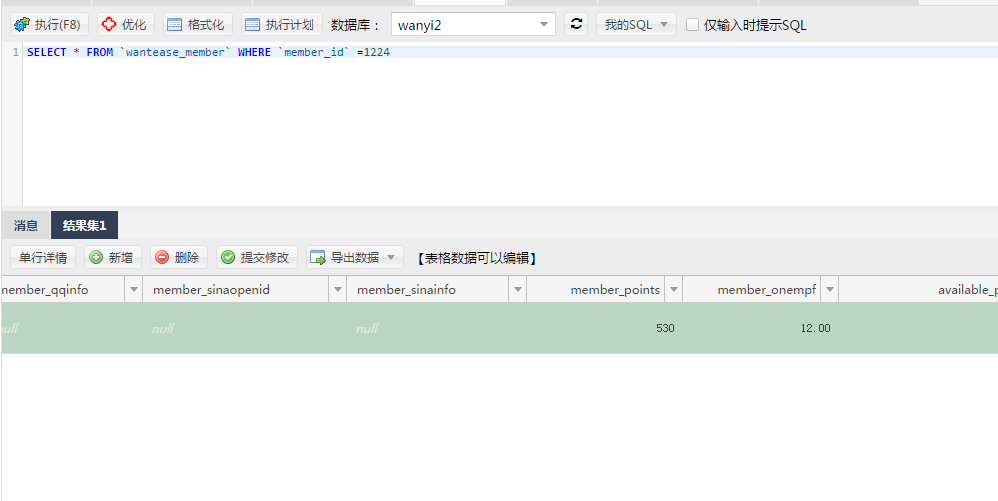 执行(F8) 优化 格式化 执行计划 数据库： wanyi2 我的SQL 仅输入时提示SQL
1 SELECT * FROM `wantease_member` WHERE `member_id` =1224
消息 结果集1
单行详情 新增 删除 提交修改 导出数据 【表格数据可以编辑】
member_qqinfo member_sinaopenid member_sinainfo member_points member_onempf available_p
null null null 530 12.00